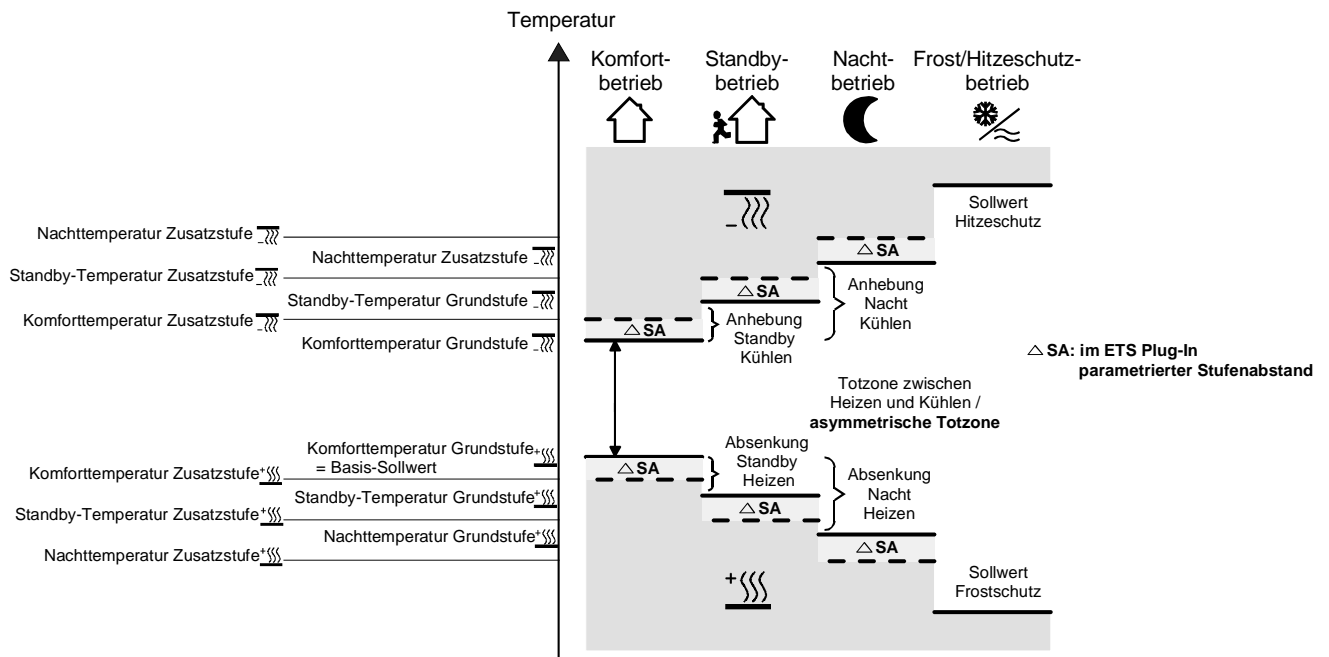 Temperatur
Komfort-
betrieb
Standby-
betrieb
Nacht-
betrieb
Frost/Hitzeschutz-
betrieb
Sollwert
Hitzeschutz
Nachttemperatur Zusatzstufe
Nachttemperatur Zusatzstufe
Standby-Temperatur Zusatzstufe
Standby-Temperatur Grundstufe
Komforttemperatur Zusatzstufe
Komforttemperatur Grundstufe
△ SA
△ SA
△ SA
Anhebung
Nacht
Kühlen
Anhebung
Standby
Kühlen
△ SA: im ETS Plug-In
parametrierter Stufenabstand
Totzone zwischen
Heizen und Kühlen /
asymmetrische Totzone
Komforttemperatur Grundstufe
= Basis-Sollwert
Komforttemperatur Zusatzstufe
Standby-Temperatur Grundstufe
Standby-Temperatur Zusatzstufe
Nachttemperatur Grundstufe
Nachttemperatur Zusatzstufe
△ SA
Absenkung
Standby
Heizen
△ SA
Absenkung
Nacht
Heizen
△ SA
Sollwert
Frostschutz